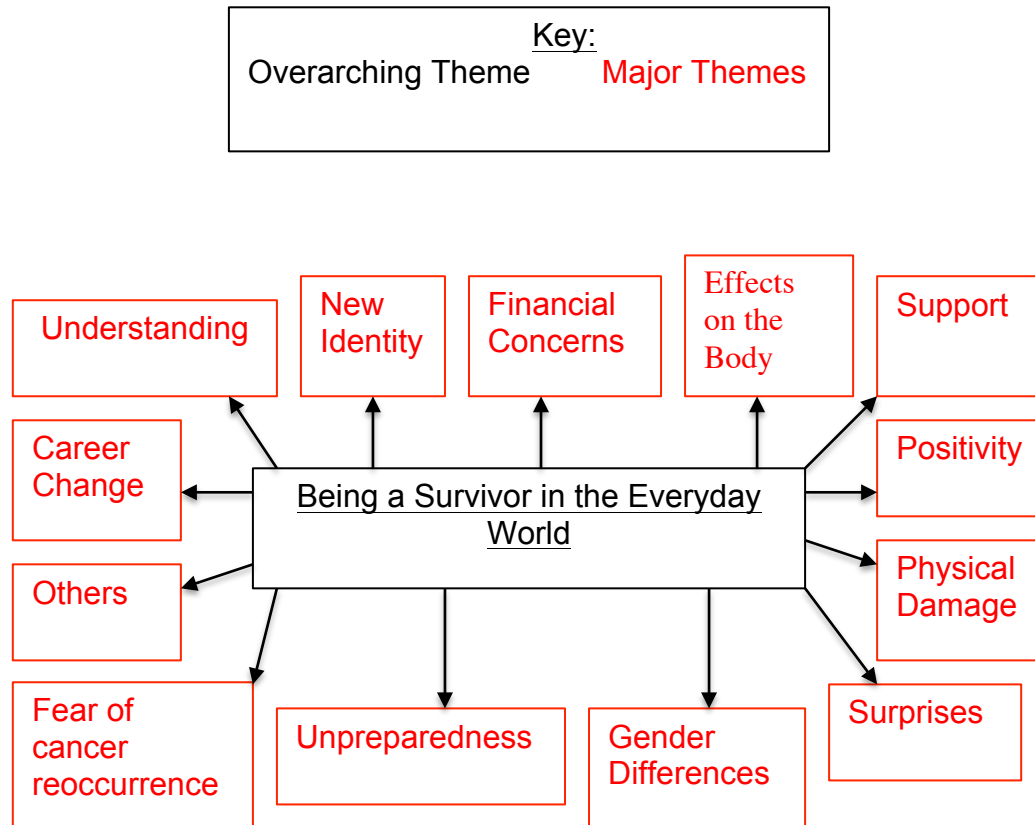 Key:
Overarching Theme Major Themes
Understanding
New
Identity
Financial
Concerns
Effects
on the
Body
Support
Career
Change
Being a Survivor in the Everyday
World
Positivity
Others
Physical
Damage
Fear of
cancer
reoccurrence
Unpreparedness
Gender
Differences
Surprises